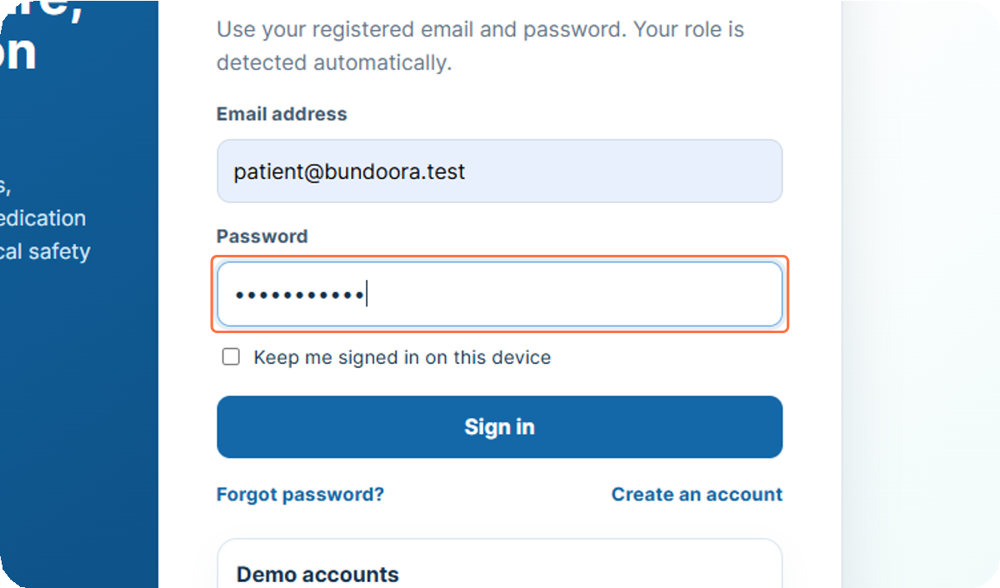 on
s,
edication
cal safety
Use your registered email and password. Your role is
detected automatically.
Email address
patient@bundoora.test
Password
•••••••••••
Keep me signed in on this device
Sign in
Forgot password?
Create an account
Demo accounts